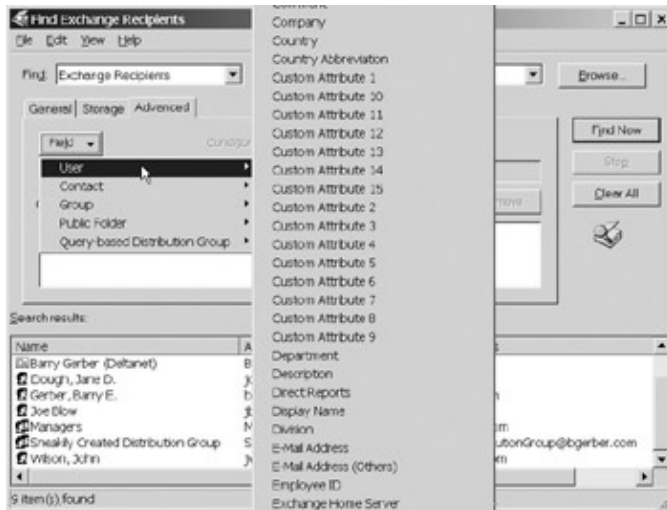 Find Exchange Recipients
File Edit View Help
Find: Exchange Recipients
Browse...
General Storage Advanced
Field
Find Now
Stop
Clear All
User
Contact
Group
Public Folder
Query-based Distribution Group
Company
Country
Country Abbreviation
Custom Attribute 1
Custom Attribute 10
Custom Attribute 11
Custom Attribute 12
Custom Attribute 13
Custom Attribute 14
Custom Attribute 15
Custom Attribute 2
Custom Attribute 3
Custom Attribute 4
Custom Attribute 5
Custom Attribute 6
Custom Attribute 7
Custom Attribute 8
Custom Attribute 9
Department
Description
Direct Reports
Display Name
Division
E-Mail Address
E-Mail Address (Others)
Employee ID
Exchange Home Server
Search results:
Name
Barry Gerber (Deltanet)
Dough, Jane D.
Gerber, Barry E.
Joe Blow
Managers
Sneakily Created Distribution Group
utionGroup@bgerber.com
Wilson, John
9 item(s) found